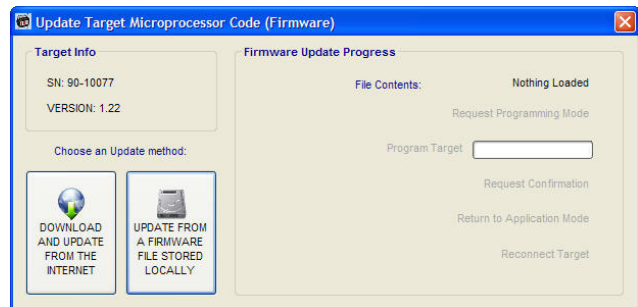 Update Target Microprocessor Code (Firmware)
Target Info
SN: 90-10077
VERSION: 1.22
Choose an Update method:
DOWNLOAD
AND UPDATE
FROM THE
INTERNET
UPDATE FROM
A FIRMWARE
FILE STORED
LOCALLY
Firmware Update Progress
File Contents: Nothing Loaded
Request Programming Mode
Program Target
Request Confirmation
Return to Application Mode
Reconnect Target